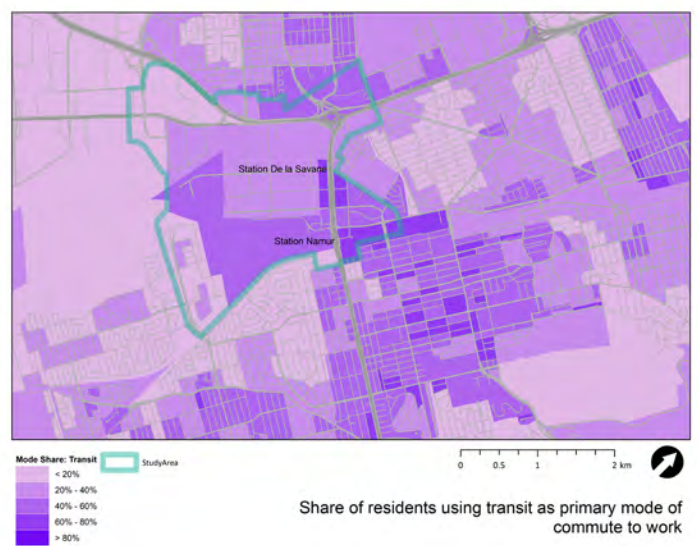 Station De la Savane
Station Namur
Mode Share: Transit
StudyArea
< 20%
20% - 40%
40% - 60%
60% - 80%
> 80%
0 0.5 1 2 km
Share of residents using transit as primary mode of
commute to work